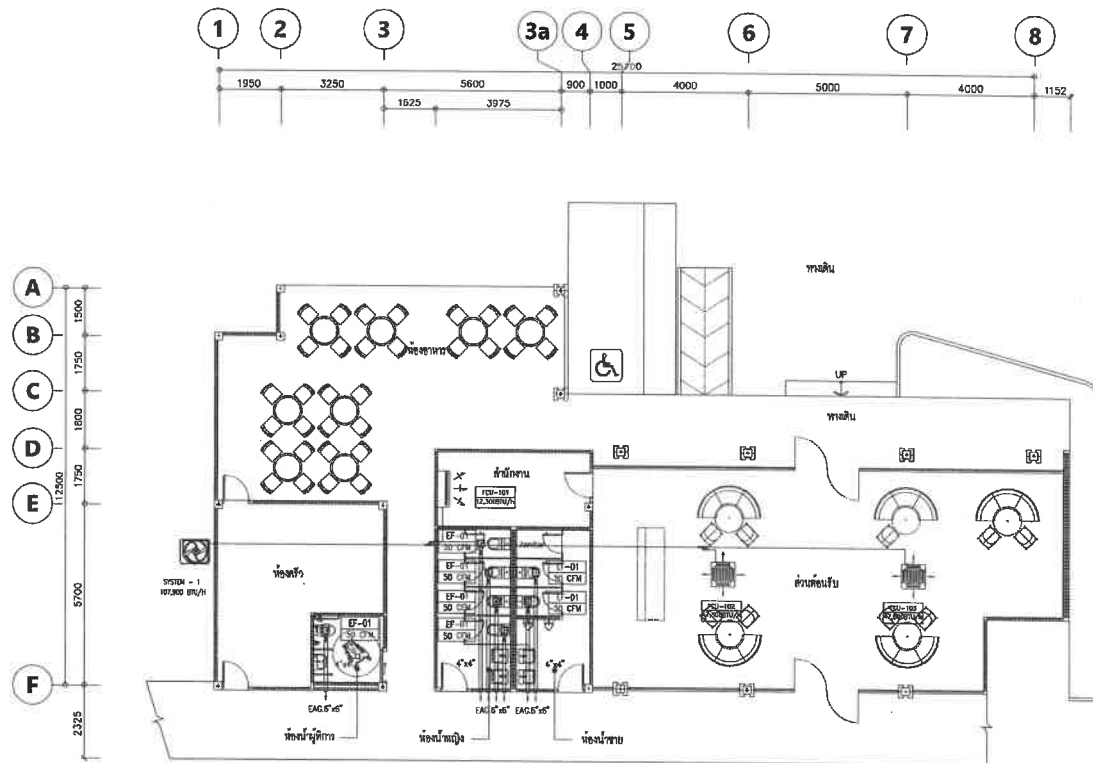 1 2 3 3a 4 5 6 7 8
25700
1950 3250 5600 900 1000 4000 5000 4000 1152
1625 3975
A
B
C
D
E
F
1500
1750
1800
1750
5700
12500
2325
ทางเดิน
UP
ทางเดิน
ห้องอาหาร
สำนักงาน
FCU-101
12,300BTU/H
SYSTEM - 1
107,900 BTU/H
ห้องครัว
EF-01
50 CFM
EF-01
50 CFM
EF-01
50 CFM
EF-01
50 CFM
EF-01
50 CFM
EF-01
50 CFM
EF-01
50 CFM
Janitor
ส่วนต้อนรับ
FCU-102
FCU-103
4"x4"
4"x4"
EAG.6"x6"
EAG.6"x6"
EAG.6"x6"
ห้องน้ำผู้พิการ
ห้องน้ำหญิง
ห้องน้ำชาย